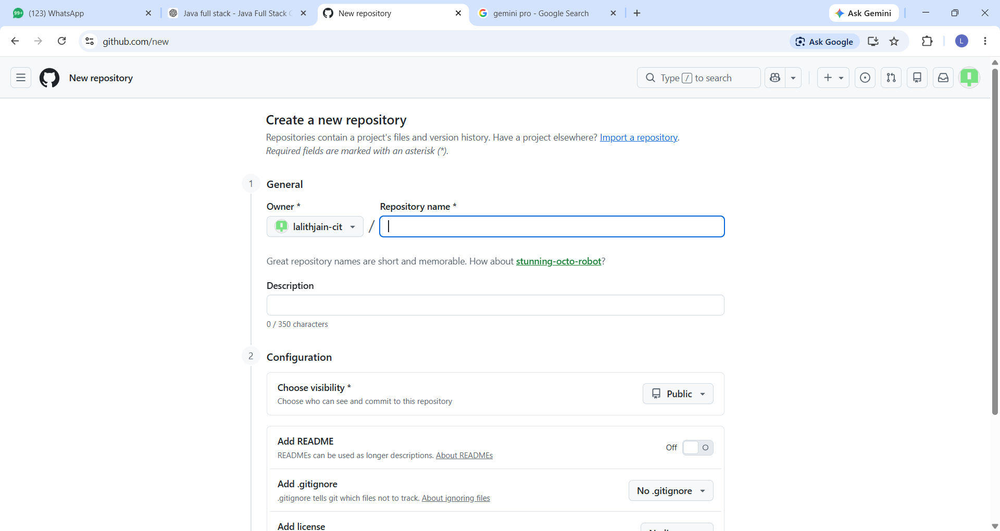 (123) WhatsApp
Java full stack - Java Full Stack
New repository
gemini pro - Google Search
Ask Gemini
github.com/new
Ask Google
L
New repository
Type / to search
Create a new repository
Repositories contain a project's files and version history. Have a project elsewhere? Import a repository.
Required fields are marked with an asterisk (*).
1 General
Owner * Repository name *
lalithjain-cit /
Great repository names are short and memorable. How about stunning-octo-robot?
Description
0 / 350 characters
2 Configuration
Choose visibility *
Choose who can see and commit to this repository
Public
Add README
READMEs can be used as longer descriptions. About READMEs
Off
Add .gitignore
.gitignore tells git which files not to track. About ignoring files
No .gitignore
Add license